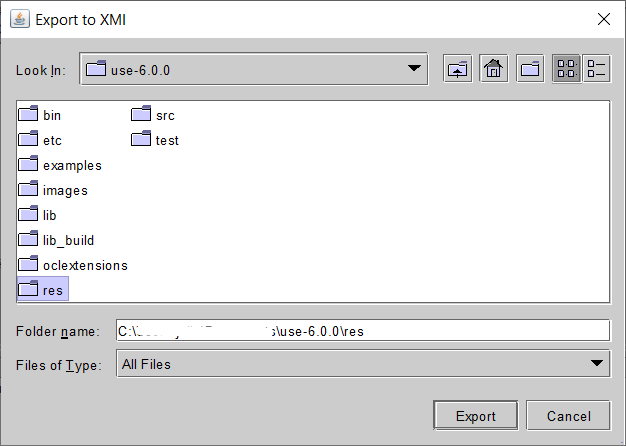 Export to XMI
Look In: use-6.0.0
bin src
etc test
examples
images
lib
lib_build
oclextensions
res
Folder name: C:\ s\use-6.0.0\res
Files of Type: All Files
Export Cancel